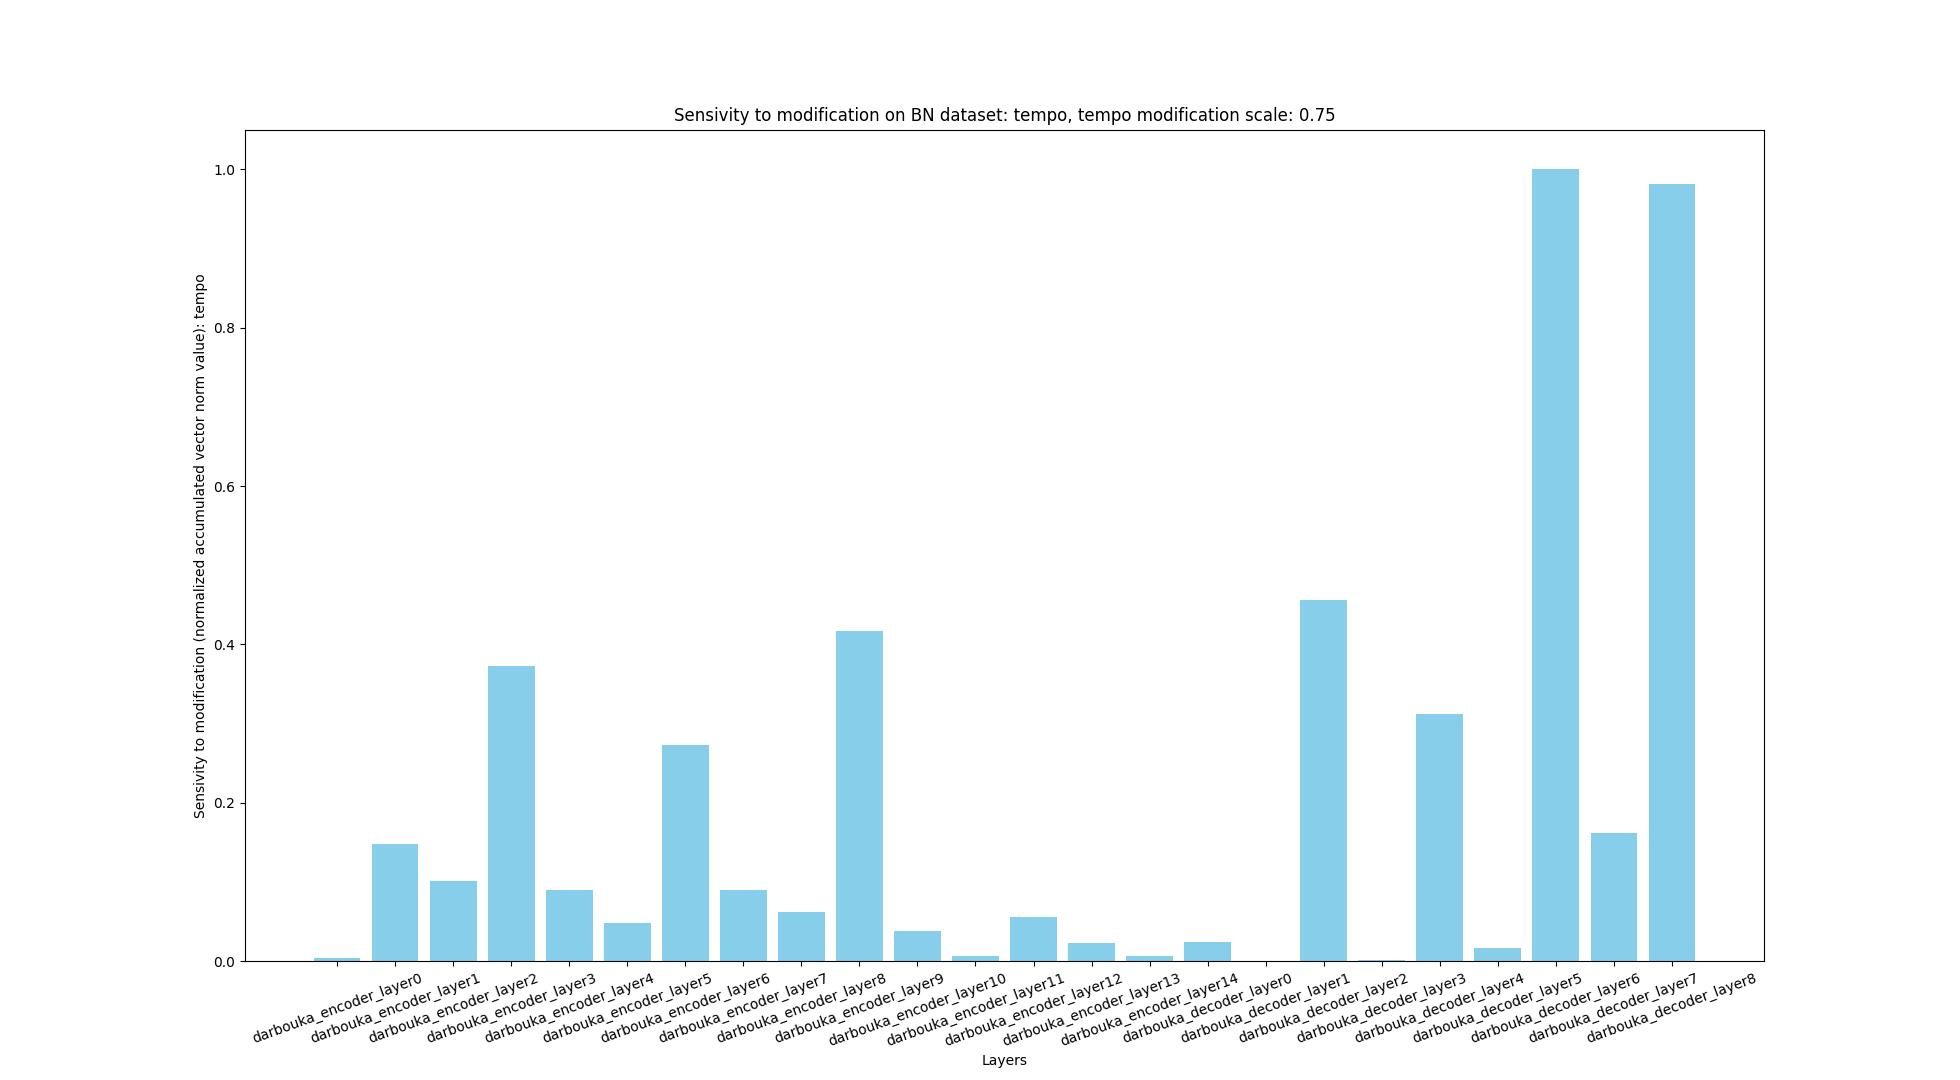 Sensivity to modification on BN dataset: tempo, tempo modification scale: 0.75
Sensivity to modification (normalized accumulated vector norm value): tempo
1.0
0.8
0.6
0.4
0.2
0.0
darbouka_encoder_layer0
darbouka_encoder_layer1
darbouka_encoder_layer2
darbouka_encoder_layer3
darbouka_encoder_layer4
darbouka_encoder_layer5
darbouka_encoder_layer6
darbouka_encoder_layer7
darbouka_encoder_layer8
darbouka_encoder_layer9
darbouka_encoder_layer10
darbouka_encoder_layer11
darbouka_encoder_layer12
darbouka_encoder_layer13
darbouka_encoder_layer14
darbouka_decoder_layer0
darbouka_decoder_layer1
darbouka_decoder_layer2
darbouka_decoder_layer3
darbouka_decoder_layer4
darbouka_decoder_layer5
darbouka_decoder_layer6
darbouka_decoder_layer7
darbouka_decoder_layer8
Layers